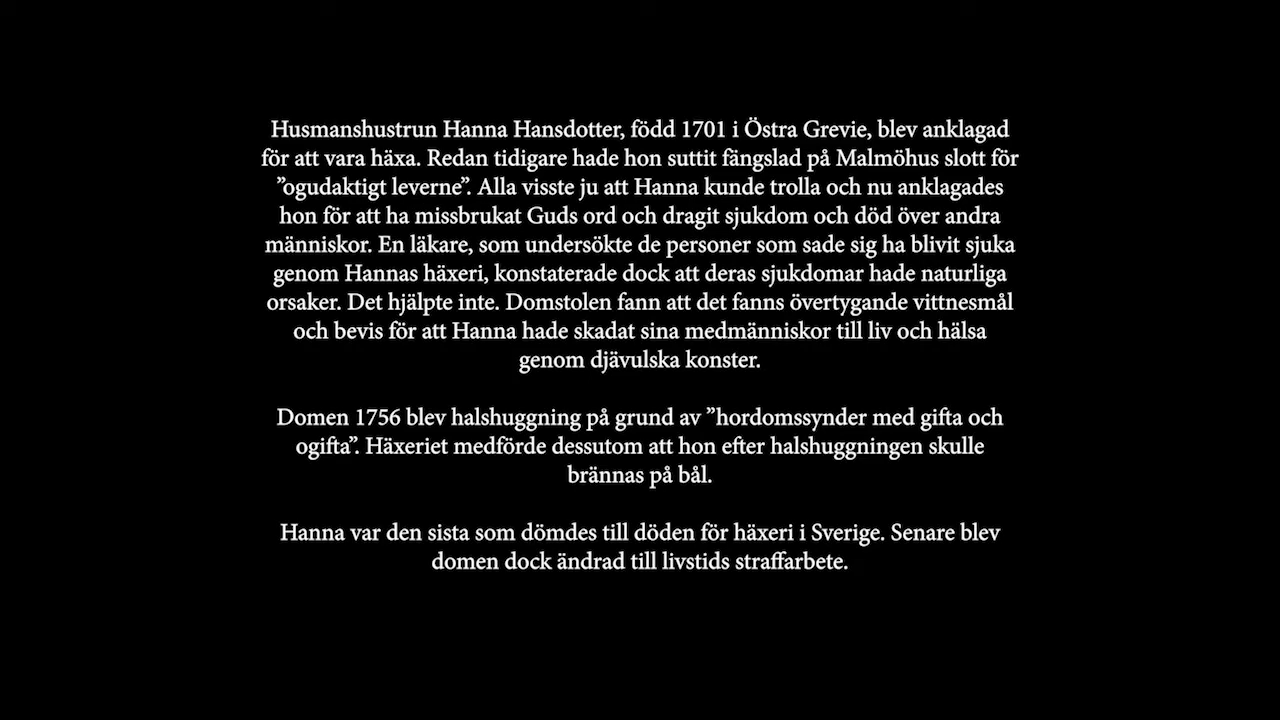 Husmanshustrun Hanna Hansdotter, född 1701 i Östra Grevie, blev anklagad
för att vara häxa. Redan tidigare hade hon suttit fängslad på Malmöhus slott för
”ogudaktigt leverne”. Alla visste ju att Hanna kunde trolla och nu anklagades
hon för att ha missbrukat Guds ord och dragit sjukdom och död över andra
människor. En läkare, som undersökte de personer som sade sig ha blivit sjuka
genom Hannas häxeri, konstaterade dock att deras sjukdomar hade naturliga
orsaker. Det hjälpte inte. Domstolen fann att det fanns övertygande vittnesmål
och bevis för att Hanna hade skadat sina medmänniskor till liv och hälsa
genom djävulska konster.
Domen 1756 blev halshuggning på grund av ”hordomssynder med gifta och
ogifta”. Häxeriet medförde dessutom att hon efter halshuggningen skulle
brännas på bål.
Hanna var den sista som dömdes till döden för häxeri i Sverige. Senare blev
domen dock ändrad till livstids straffarbete.